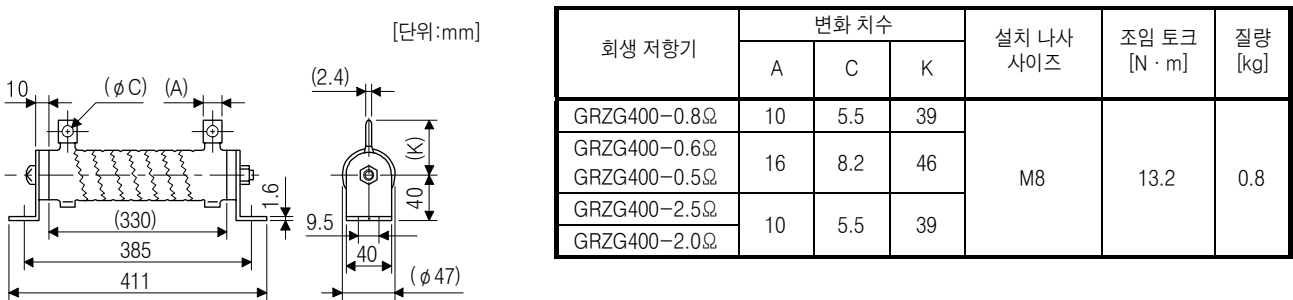 [단위:mm]
10
(φC)
(A)
(2.4)
(K)
1.6
40
(330)
9.5
385
40
411
(φ47)
회생 저항기
변화 치수
설치 나사
사이즈
조임 토크
[N · m]
질량
[kg]
A
C
K
GRZG400-0.8Ω
10
5.5
39
GRZG400-0.6Ω
GRZG400-0.5Ω
16
8.2
46
M8
13.2
0.8
GRZG400-2.5Ω
GRZG400-2.0Ω
10
5.5
39